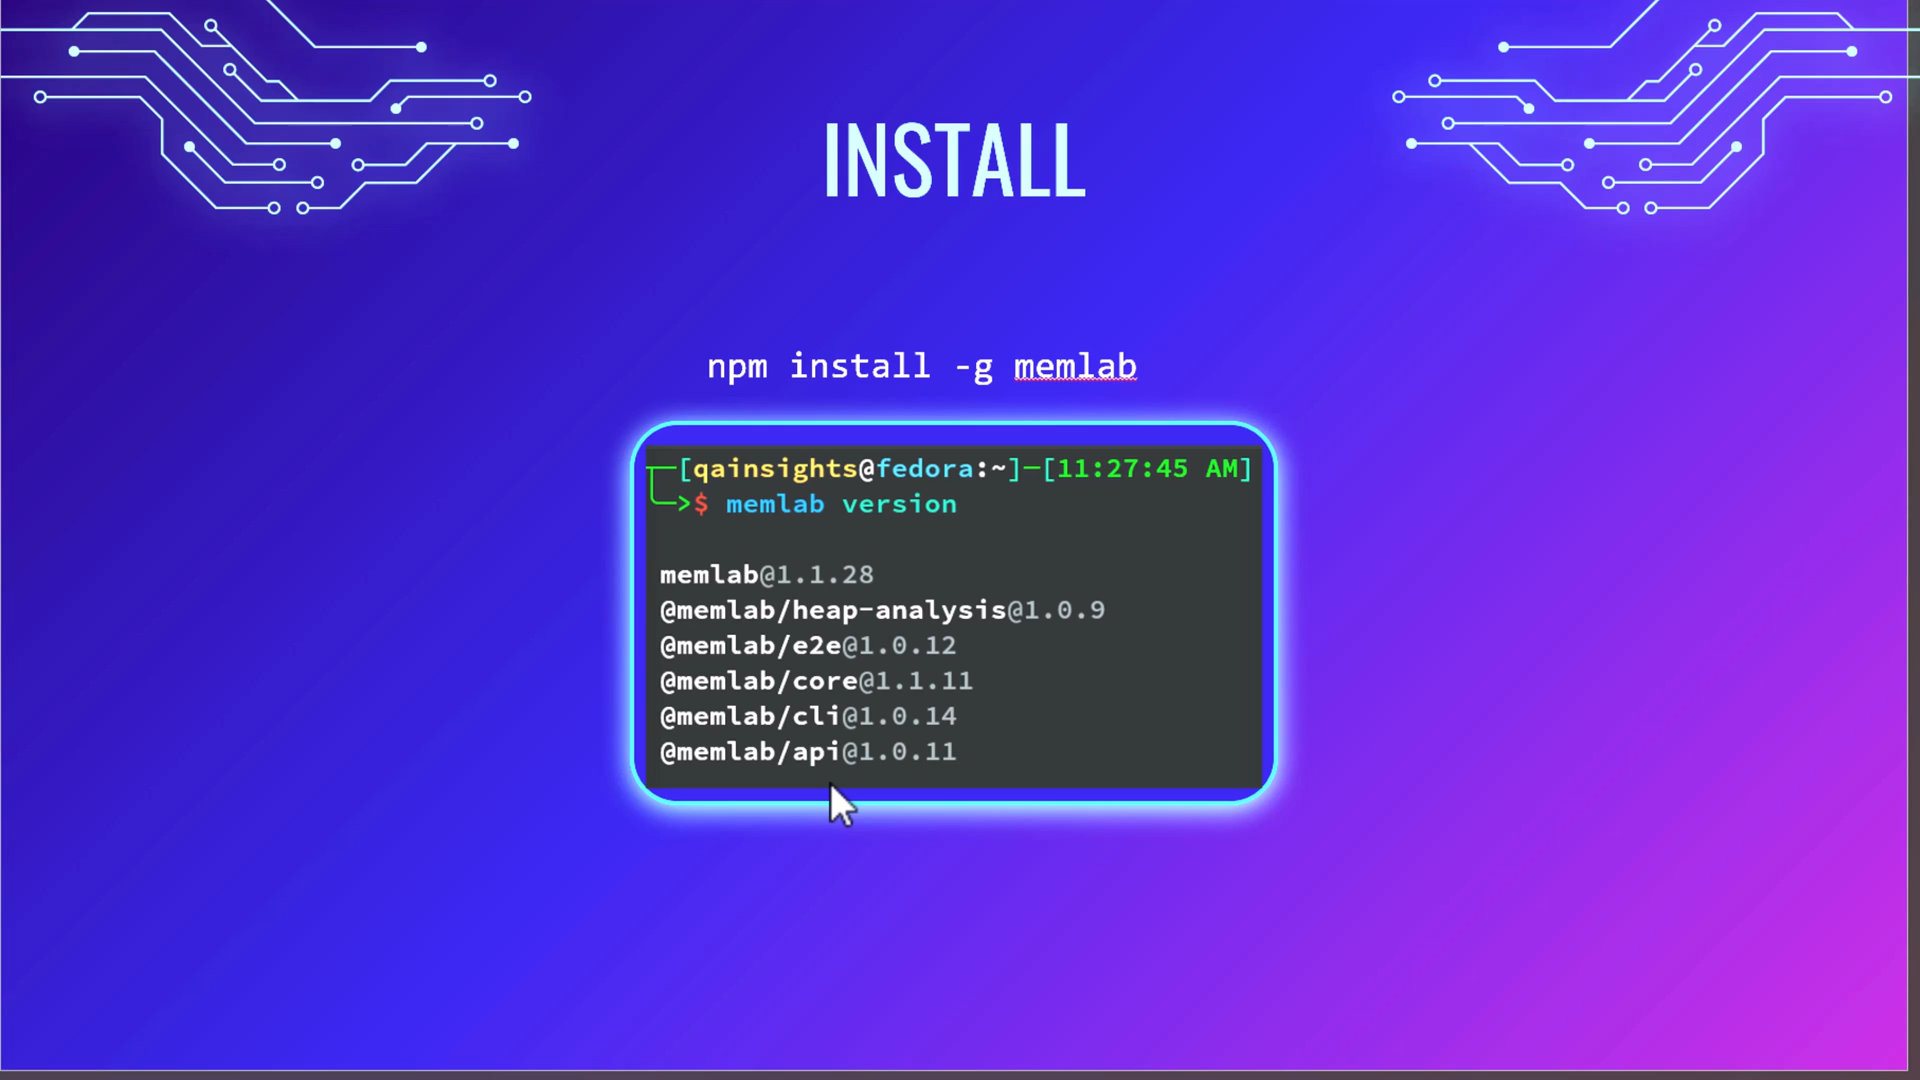 INSTALL
npm install -g memlab
[qainsights@fedora:~]─[11:27:45 AM]
>$ memlab version
memlab@1.1.28
@memlab/heap-analysis@1.0.9
@memlab/e2e@1.0.12
@memlab/core@1.1.11
@memlab/cli@1.0.14
@memlab/api@1.0.11